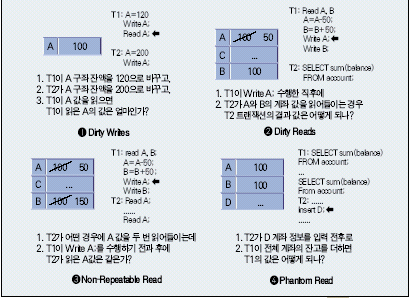 T1: A=120
Write A;
Read A;
A 100
T2: A=200
Write A;
1. T1이 A 구좌 잔액을 120으로 바꾸고,
2. T2가 A 구좌 잔액을 200으로 바꾸고,
3. T1이 A 값을 읽으면
T1이 읽은 A의 값은 얼마인가?
❶ Dirty Writes
T1: Read A, B
A=A-50;
B=B+50;
Write A;
Write B;
A 100 50
C ...
B 100
T2: SELECT sum(balance)
FROM account;
1. T1이 Write A; 수행한 직후에
2. T2가 A와 B의 계좌 값을 읽어들이는 경우
T2 트랜잭션의 결과 값은 어떻게 되나?
❷ Dirty Reads
T1: read A, B;
A=A-50;
B=B+50;
Write A;
Write B;
T2: Read A;
......
Read A;
A 100 50
C ...
B 100 150
1. T2가 어떤 경우에 A 값을 두 번 읽어들이는데
2. T1이 Write A;를 수행하기 전과 후에
T2가 읽은 A값은 같은가?
❸ Non-Repeatable Read
T1: SELECT sum(balance)
FROM account;
...
SELECT sum(balance)
From account;
T2: ......
Insert D;
......
A 100
B 100
D ...
1. T2가 D 계좌 정보를 입력 전후로
2. T1이 전체 계좌의 잔고를 더하면
T1의 값은 어떻게 되나?
❹ Phantom Read